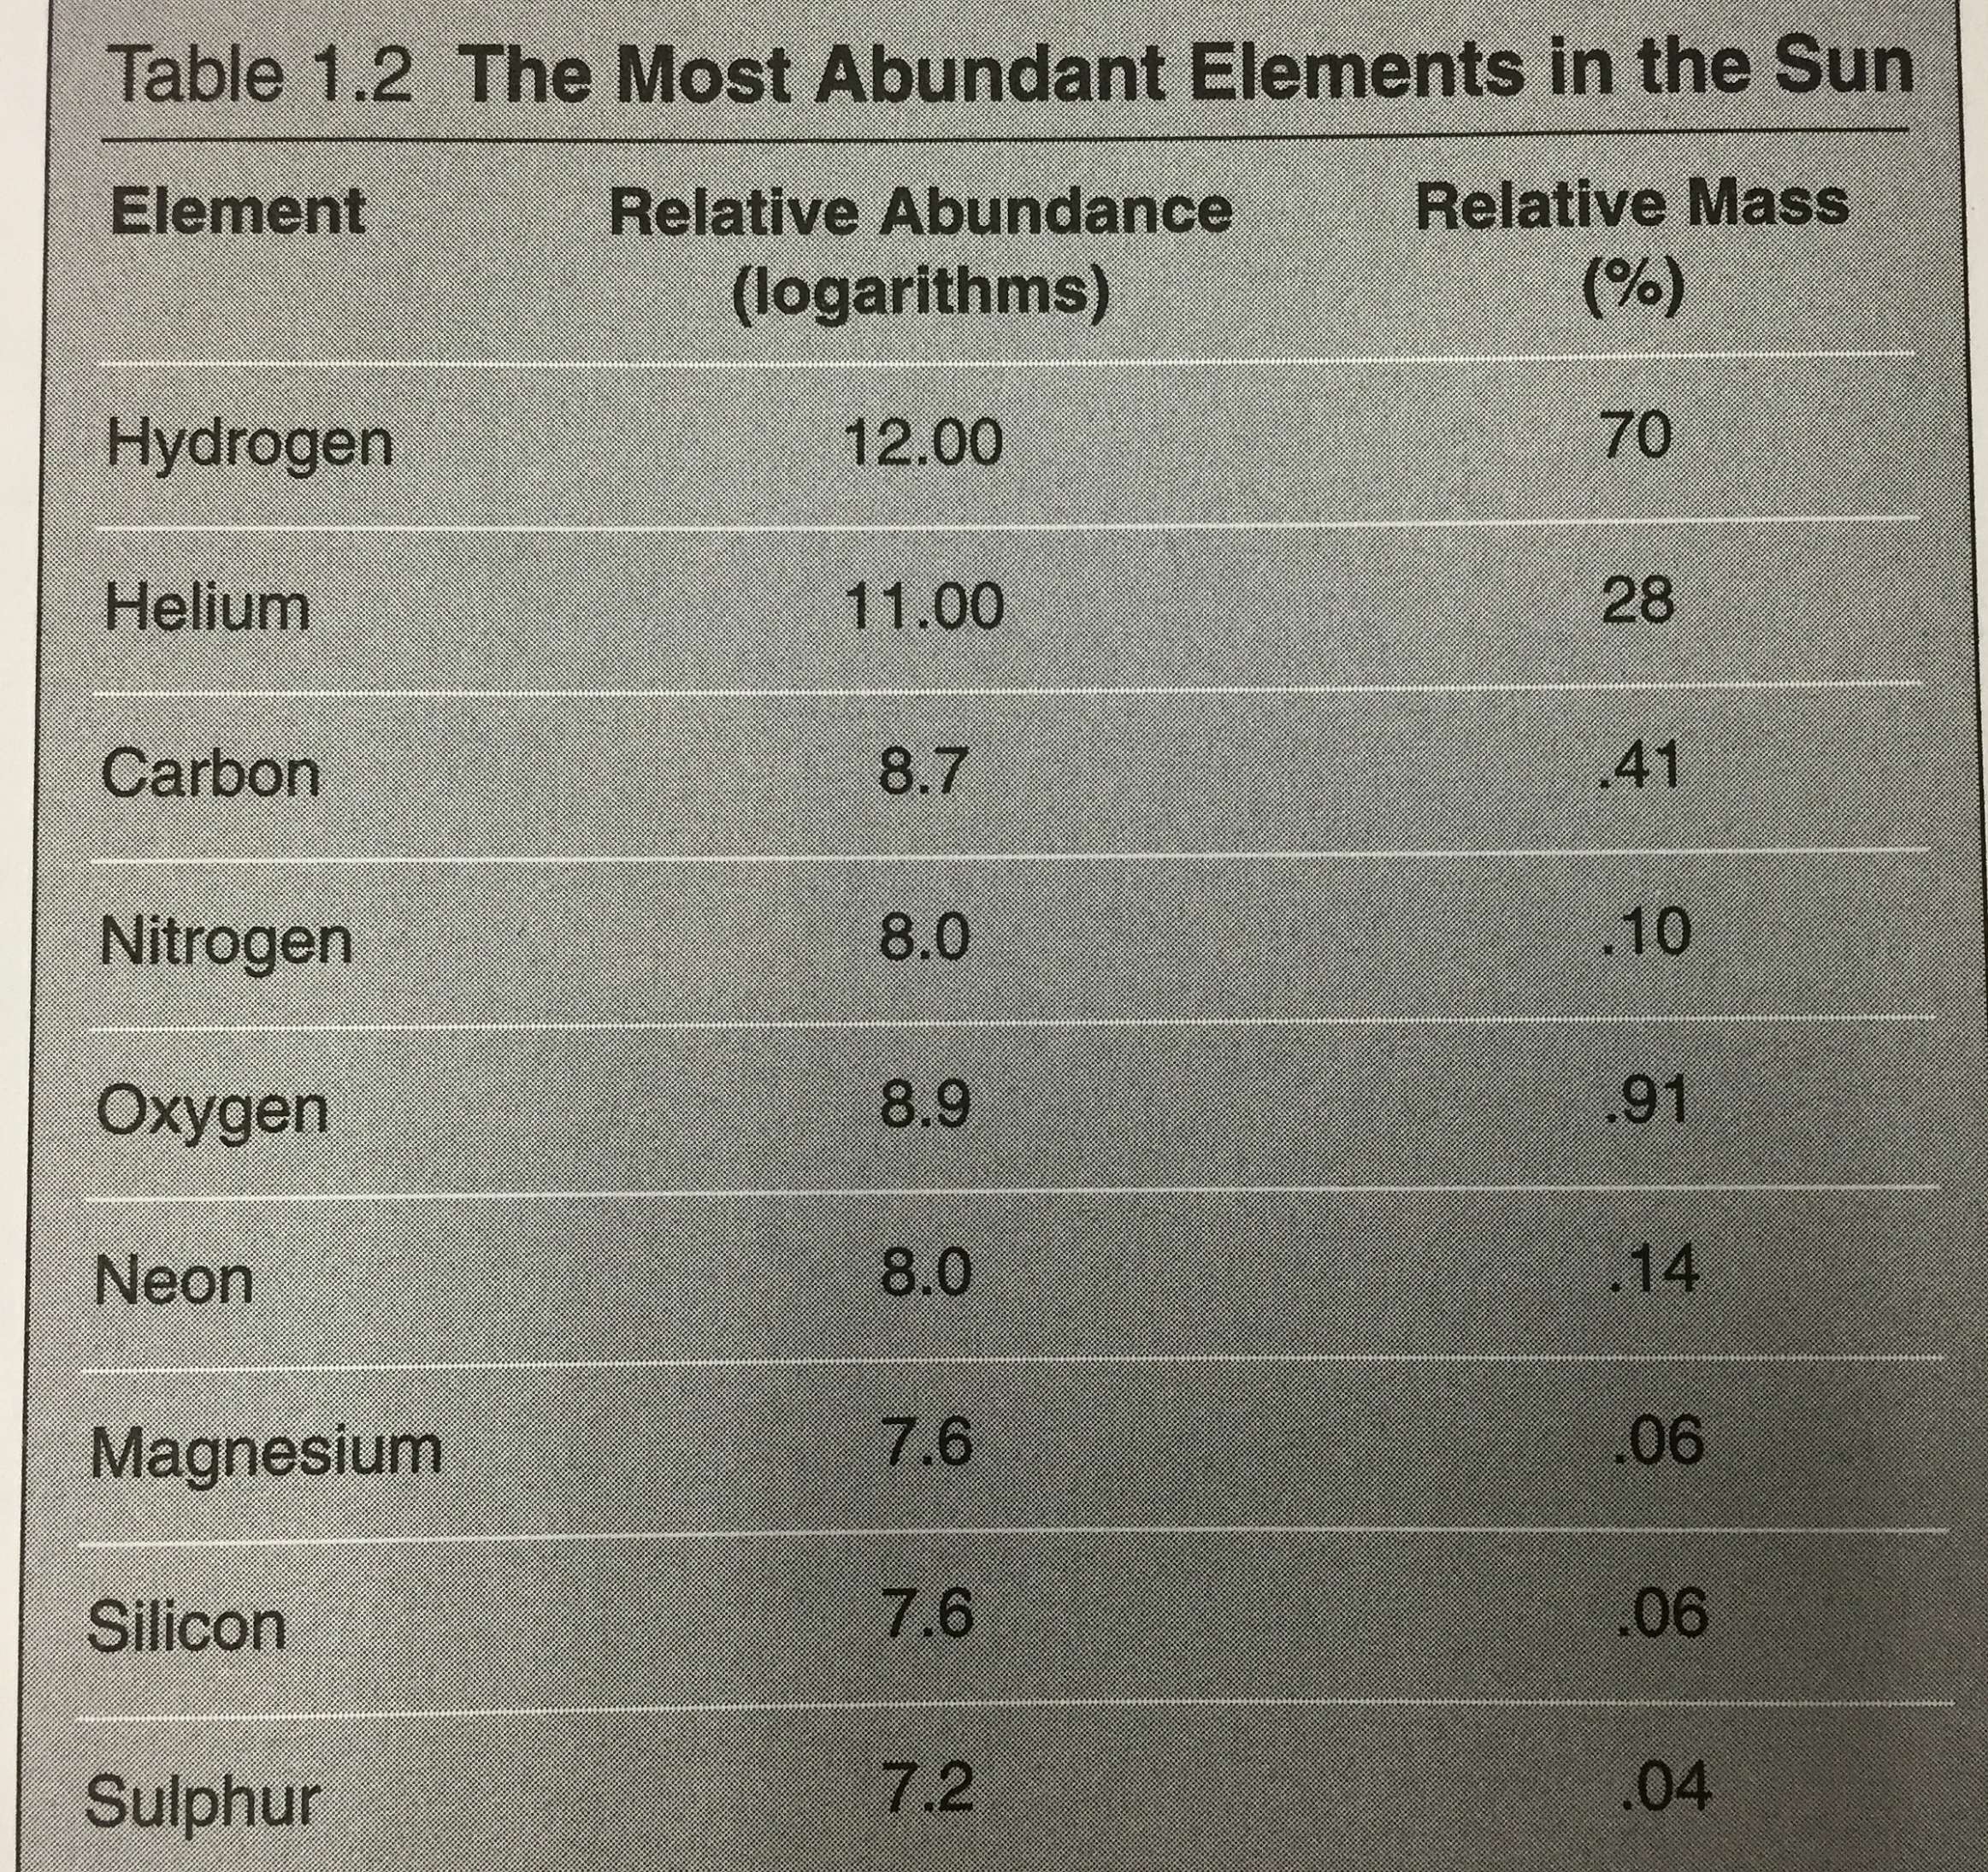 Table 1.2 The Most Abundant Elements in the Sun
Element Relative Abundance (logarithms) Relative Mass (%)
Hydrogen 12.00 70
Helium 11.00 28
Carbon 8.7 .41
Nitrogen 8.0 .10
Oxygen 8.9 .91
Neon 8.0 .14
Magnesium 7.6 .06
Silicon 7.6 .06
Sulphur 7.2 .04